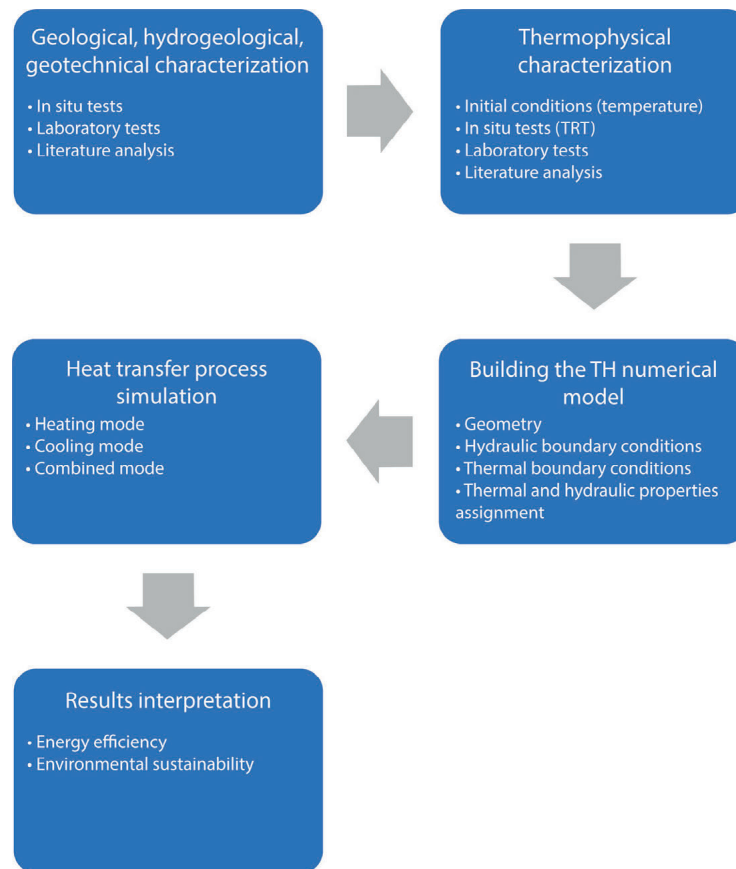 Geological, hydrogeological,
geotechnical characterization
• In situ tests
• Laboratory tests
• Literature analysis
Thermophysical
characterization
• Initial conditions (temperature)
• In situ tests (TRT)
• Laboratory tests
• Literature analysis
Building the TH numerical
model
• Geometry
• Hydraulic boundary conditions
• Thermal boundary conditions
• Thermal and hydraulic properties
assignment
Heat transfer process
simulation
• Heating mode
• Cooling mode
• Combined mode
Results interpretation
• Energy efficiency
• Environmental sustainability